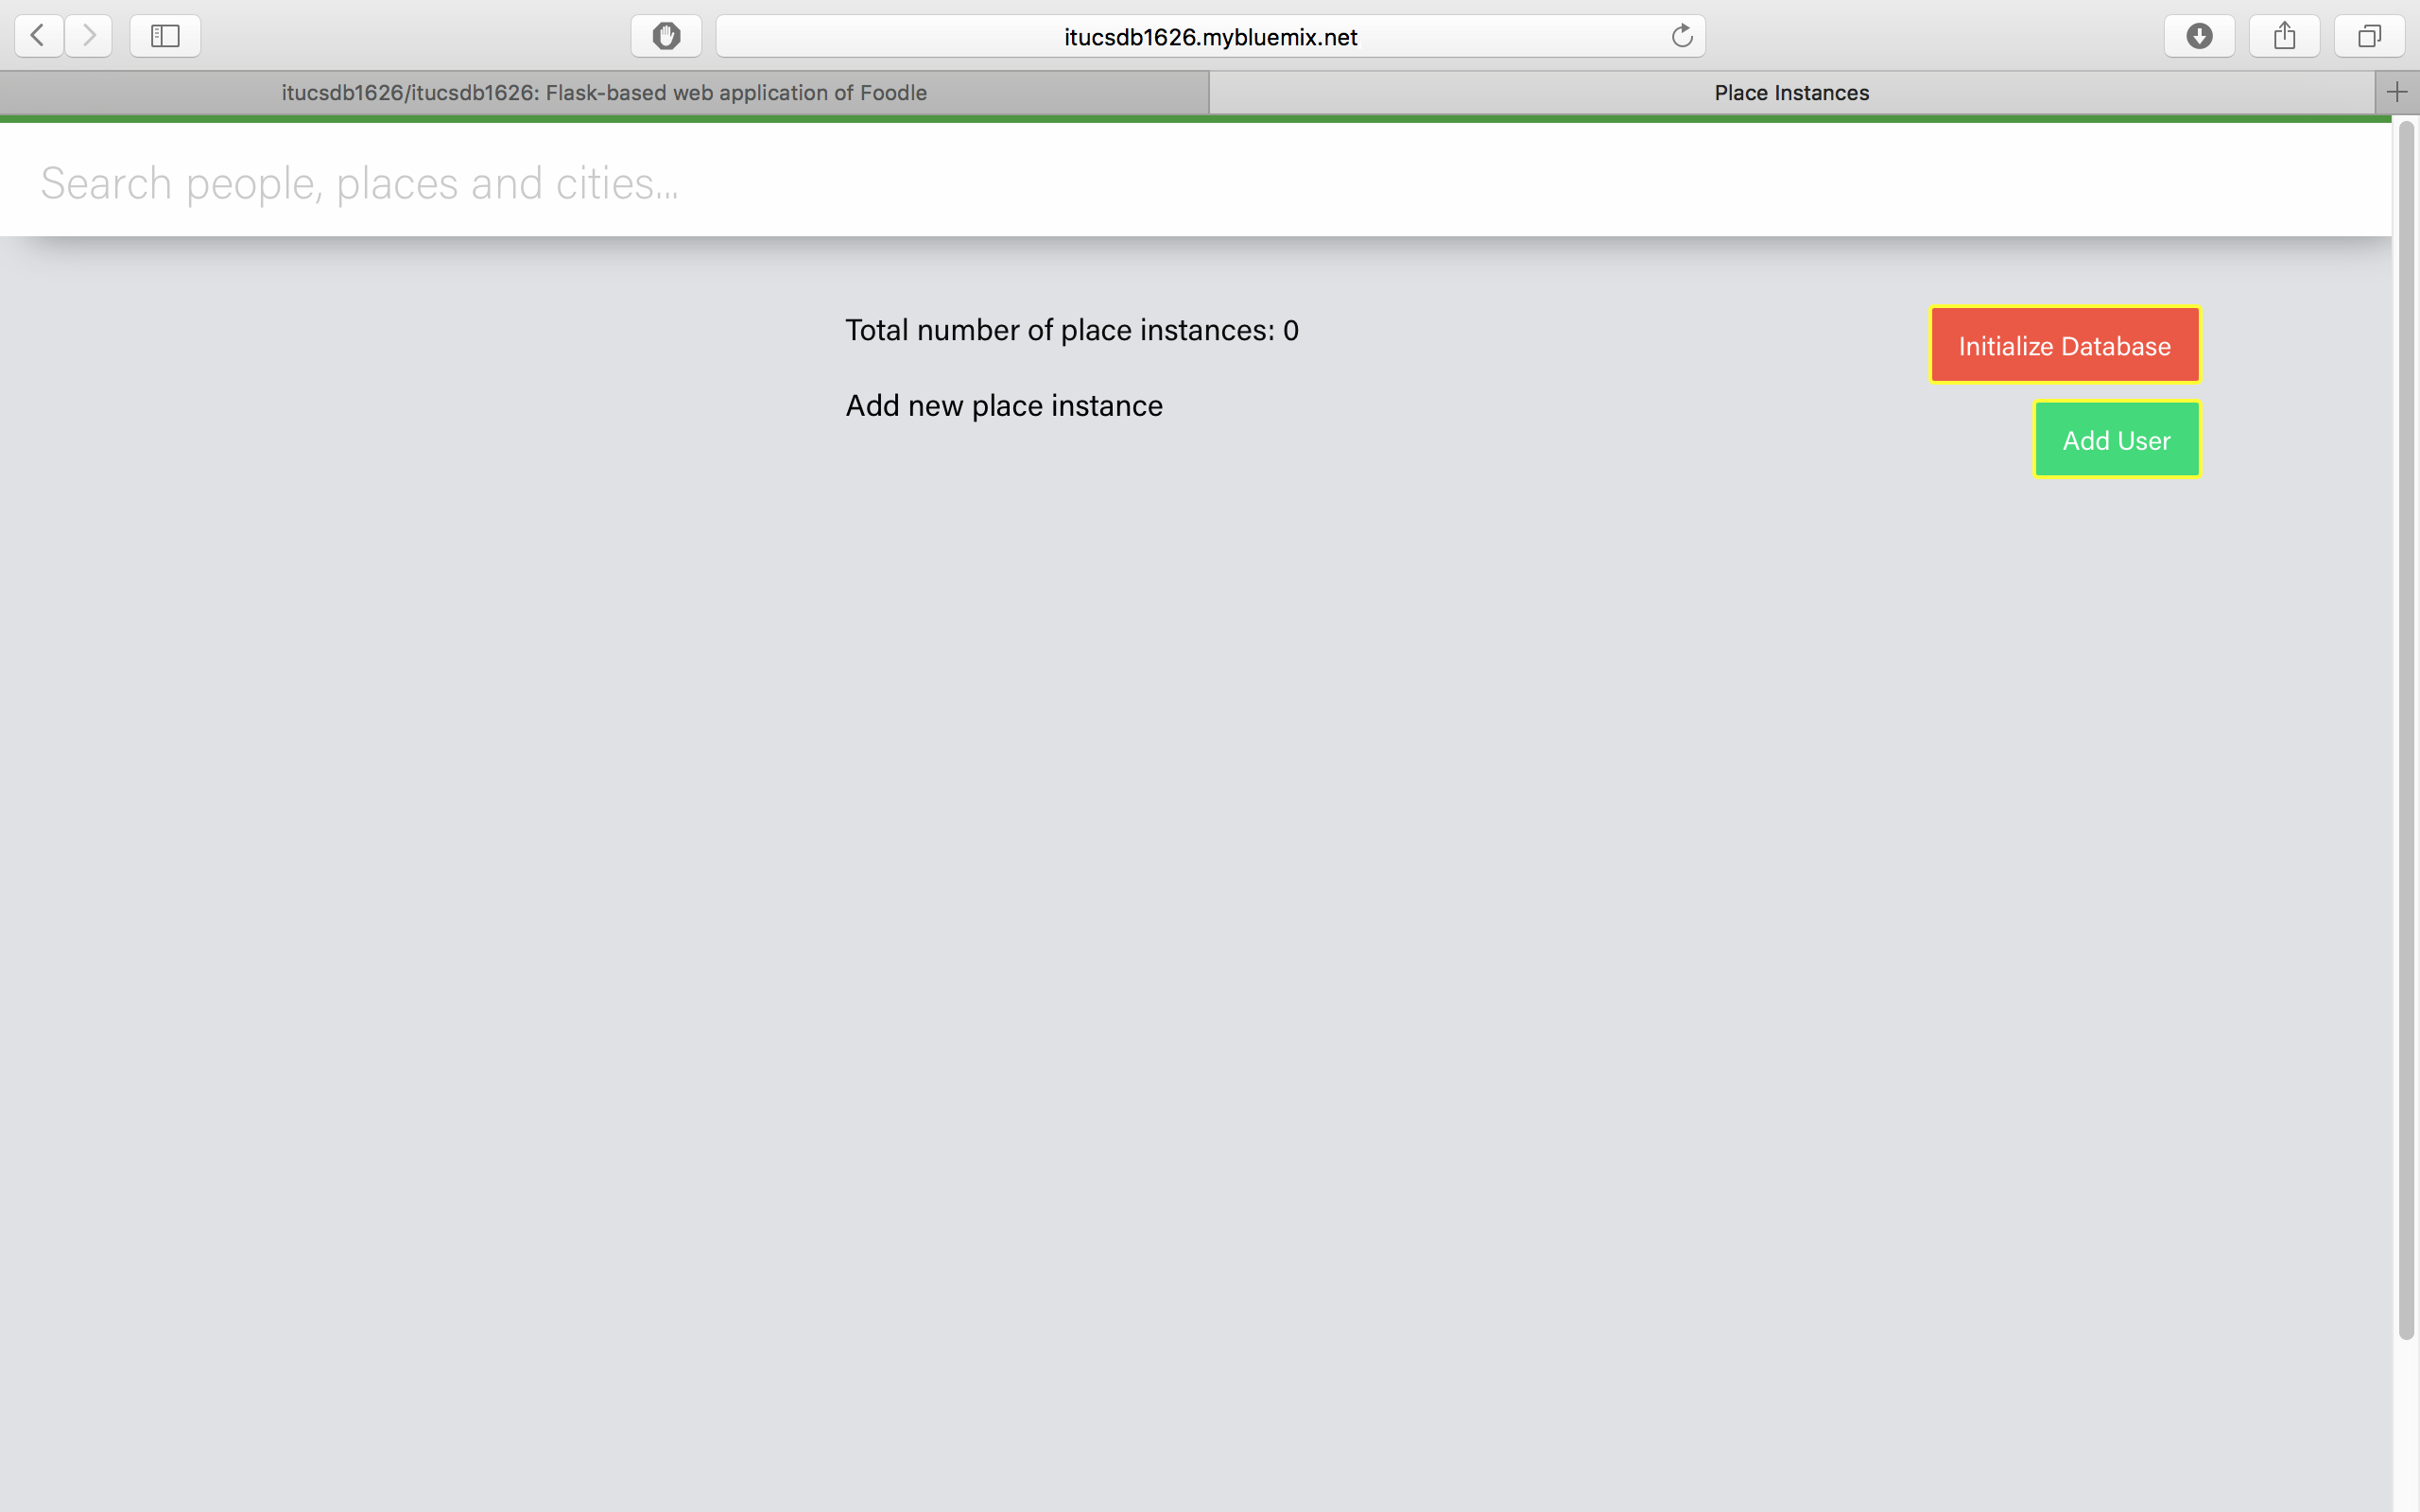 itucsdb1626.mybluemix.net
itucsdb1626/itucsdb1626: Flask-based web application of Foodle
Place Instances
Search people, places and cities...
Total number of place instances: 0
Initialize Database
Add new place instance
Add User